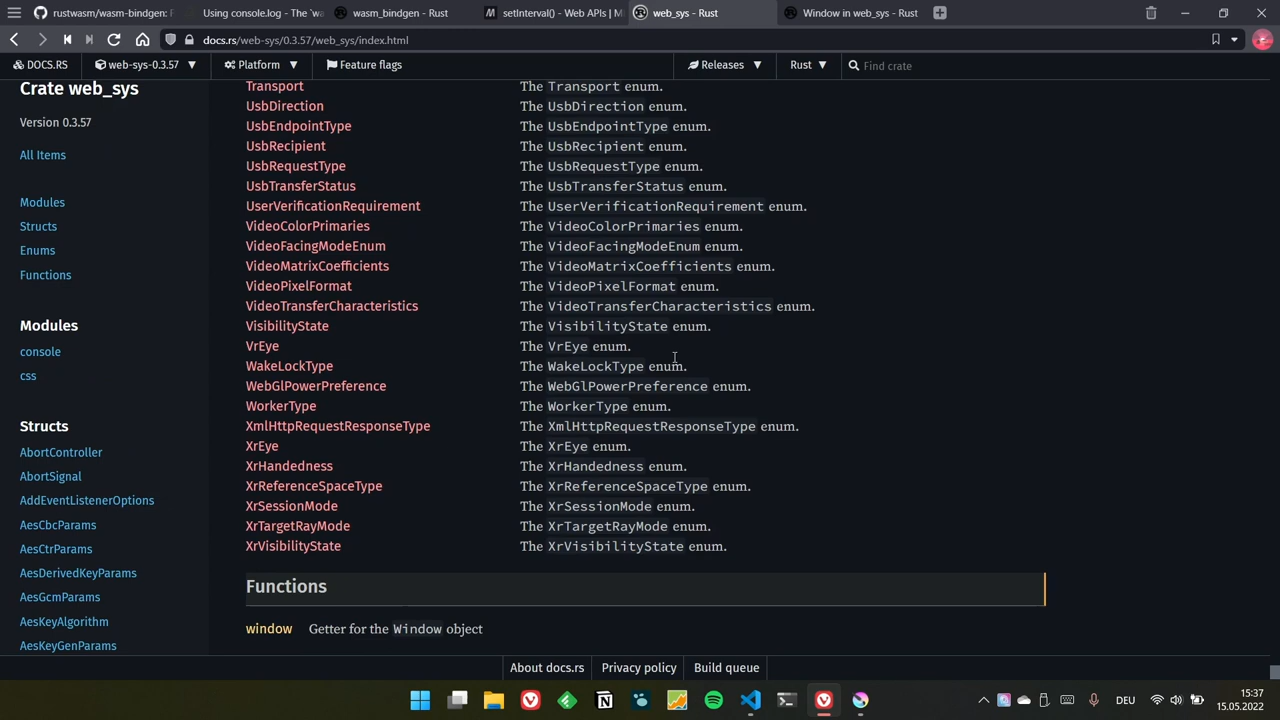 rustwasm/wasm-bindgen: F
Using console.log - The 'wa
wasm_bindgen - Rust
setInterval() - Web APIs | M
web_sys - Rust
Window in web_sys - Rust
docs.rs/web-sys/0.3.57/web_sys/index.html
DOCS.RS
web-sys-0.3.57
Platform
Feature flags
Releases
Rust
Find crate
Crate web_sys
Version 0.3.57
All Items
Modules
Structs
Enums
Functions
Modules
console
css
Structs
AbortController
AbortSignal
AddEventListenerOptions
AesCbcParams
AesCtrParams
AesDerivedKeyParams
AesGcmParams
AesKeyAlgorithm
AesKeyGenParams
Transport The Transport enum.
UsbDirection The UsbDirection enum.
UsbEndpointType The UsbEndpointType enum.
UsbRecipient The UsbRecipient enum.
UsbRequestType The UsbRequestType enum.
UsbTransferStatus The UsbTransferStatus enum.
UserVerificationRequirement The UserVerificationRequirement enum.
VideoColorPrimaries The VideoColorPrimaries enum.
VideoFacingModeEnum The VideoFacingModeEnum enum.
VideoMatrixCoefficients The VideoMatrixCoefficients enum.
VideoPixelFormat The VideoPixelFormat enum.
VideoTransferCharacteristics The VideoTransferCharacteristics enum.
VisibilityState The VisibilityState enum.
VrEye The VrEye enum.
WakeLockType The WakeLockType enum.
WebGlPowerPreference The WebGlPowerPreference enum.
WorkerType The WorkerType enum.
XmlHttpRequestResponseType The XmlHttpRequestResponseType enum.
XrEye The XrEye enum.
XrHandedness The XrHandedness enum.
XrReferenceSpaceType The XrReferenceSpaceType enum.
XrSessionMode The XrSessionMode enum.
XrTargetRayMode The XrTargetRayMode enum.
XrVisibilityState The XrVisibilityState enum.
Functions
window Getter for the Window object
About docs.rs
Privacy policy
Build queue
DEU
15:37
15.05.2022